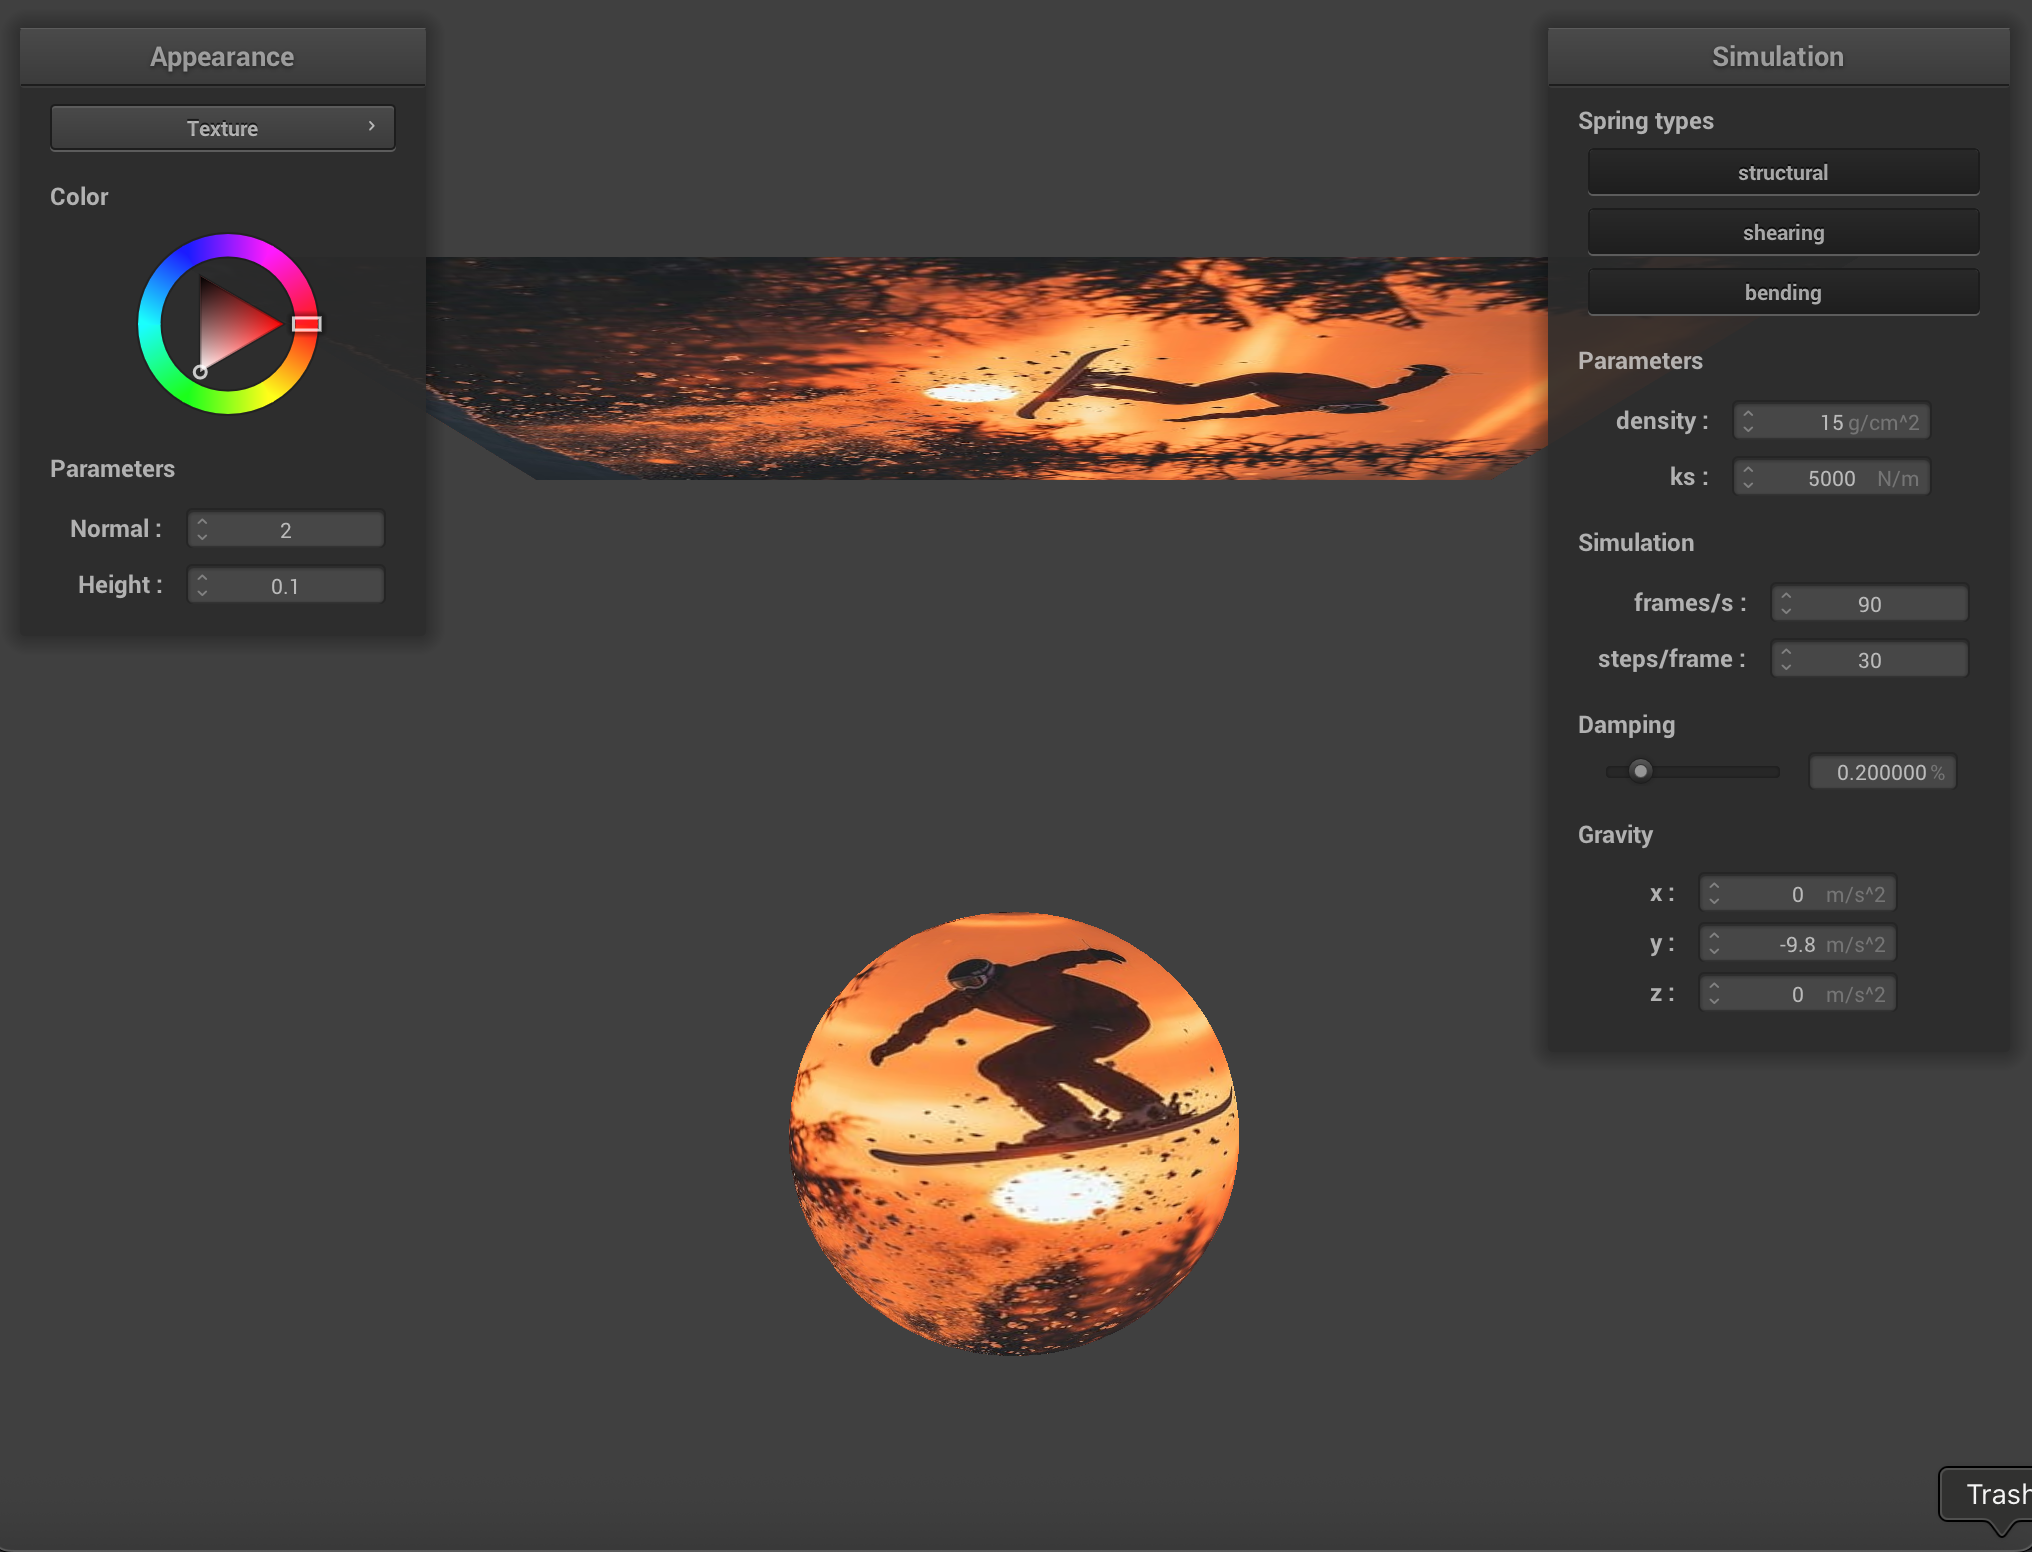 Appearance
Texture
Color
Parameters
Normal : 2
Height : 0.1
Simulation
Spring types
structural
shearing
bending
Parameters
density : 15 g/cm^2
ks : 5000 N/m
Simulation
frames/s : 90
steps/frame : 30
Damping
0.200000 %
Gravity
x : 0 m/s^2
y : -9.8 m/s^2
z : 0 m/s^2
Trash